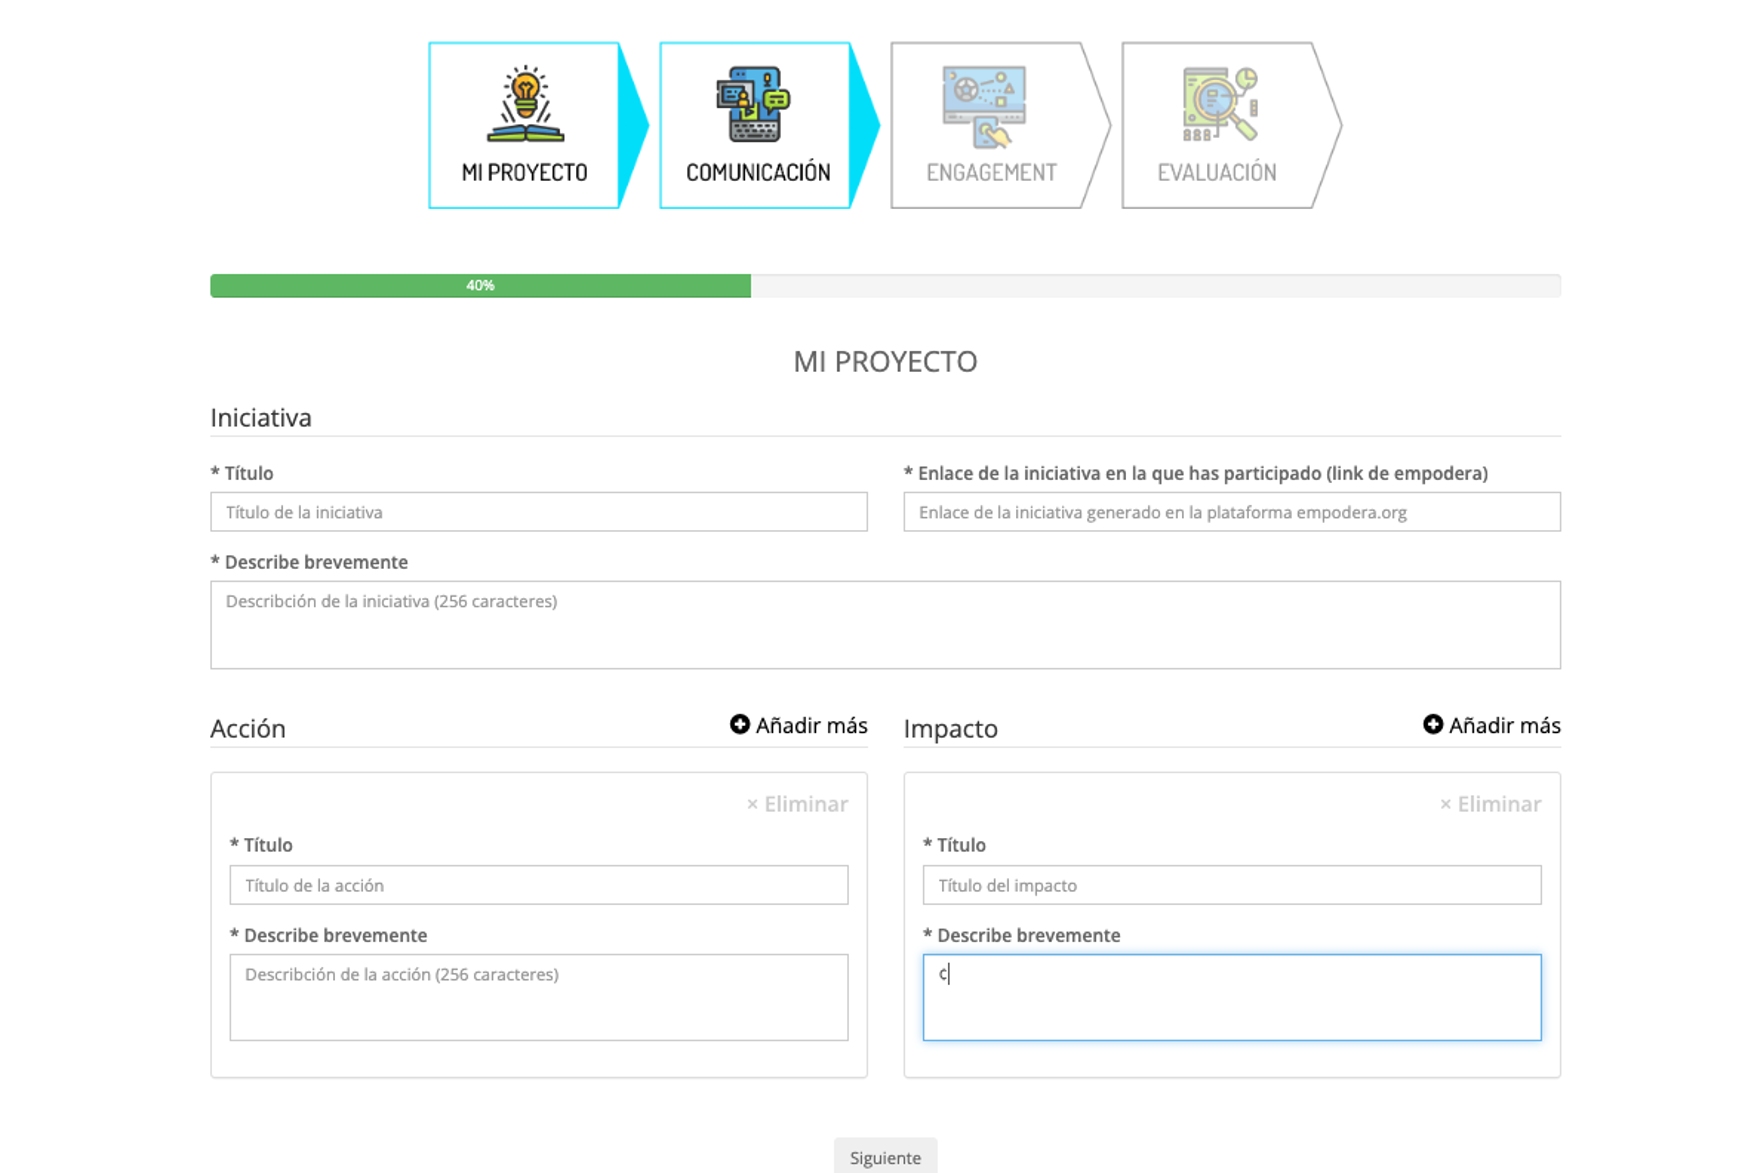 MI PROYECTO
COMUNICACIÓN
ENGAGEMENT
EVALUACIÓN
40%
MI PROYECTO
Iniciativa
* Título
* Enlace de la iniciativa en la que has participado (link de empodera)
Título de la iniciativa
Enlace de la iniciativa generado en la plataforma empodera.org
* Describe brevemente
Describción de la iniciativa (256 caracteres)
Acción
Añadir más
Impacto
Añadir más
× Eliminar
× Eliminar
* Título
* Título
Título de la acción
Título del impacto
* Describe brevemente
* Describe brevemente
Describción de la acción (256 caracteres)
¢
Siguiente